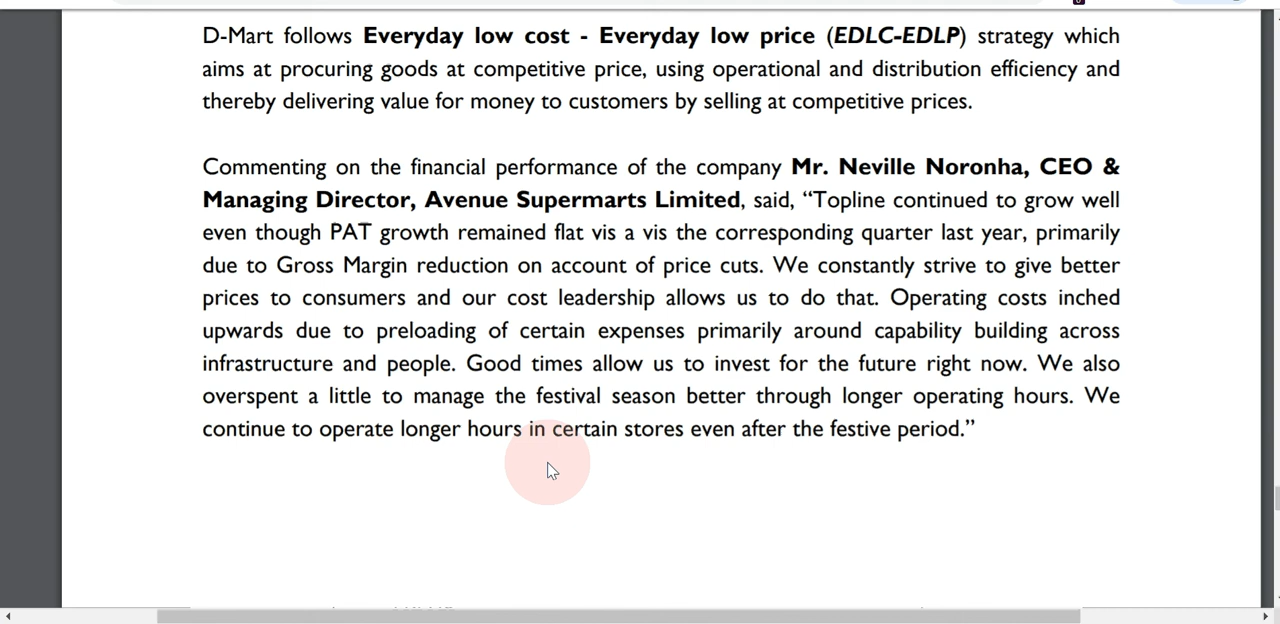 D-Mart follows Everyday low cost - Everyday low price (EDLC-EDLP) strategy which
aims at procuring goods at competitive price, using operational and distribution efficiency and
thereby delivering value for money to customers by selling at competitive prices.
Commenting on the financial performance of the company Mr. Neville Noronha, CEO &
Managing Director, Avenue Supermarts Limited, said, “Topline continued to grow well
even though PAT growth remained flat vis a vis the corresponding quarter last year, primarily
due to Gross Margin reduction on account of price cuts. We constantly strive to give better
prices to consumers and our cost leadership allows us to do that. Operating costs inched
upwards due to preloading of certain expenses primarily around capability building across
infrastructure and people. Good times allow us to invest for the future right now. We also
overspent a little to manage the festival season better through longer operating hours. We
continue to operate longer hours in certain stores even after the festive period.”